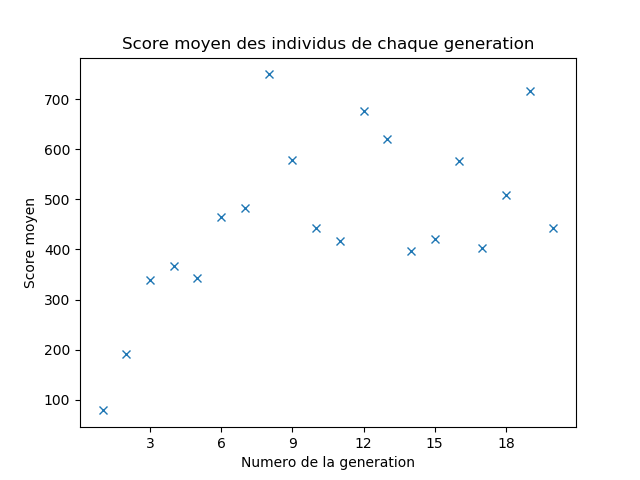 Score moyen des individus de chaque generation
Score moyen
700
600
500
400
300
200
100
3 6 9 12 15 18
Numero de la generation